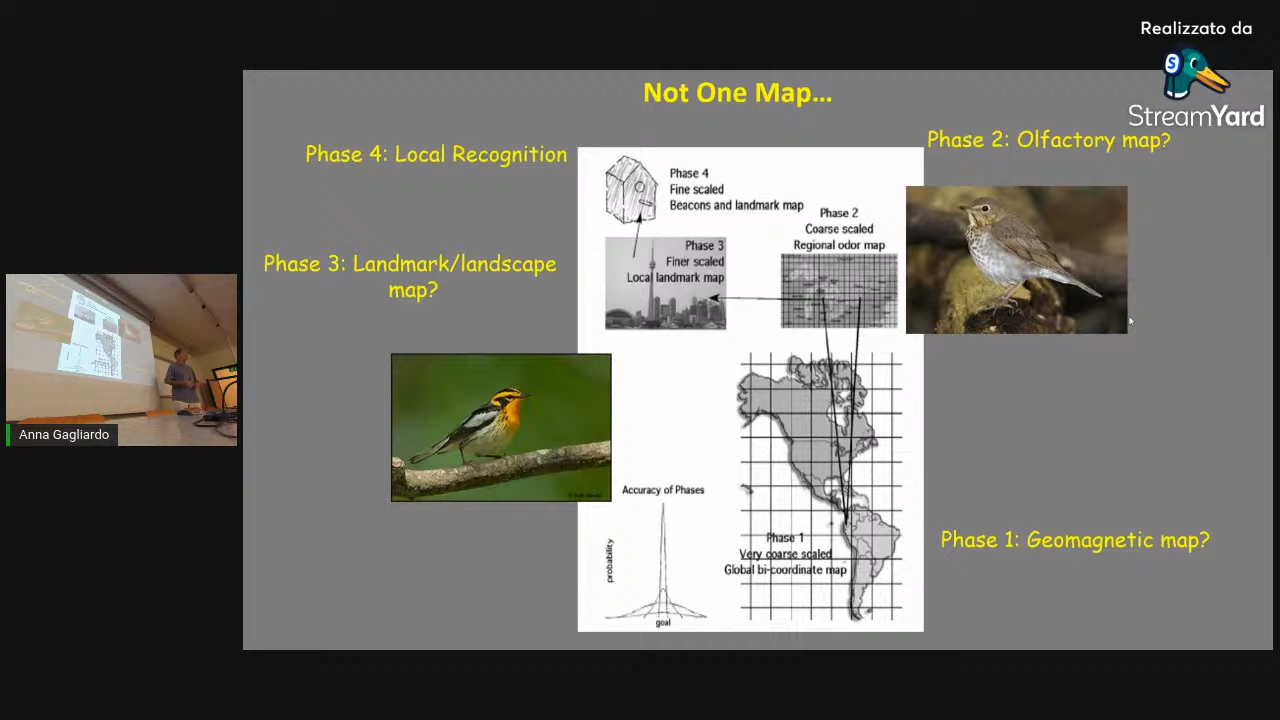 Realizzato da
S
StreamYard
Not One Map...
Phase 4: Local Recognition
Phase 2: Olfactory map?
Phase 4
Fine scaled
Beacons and landmark map
Phase 2
Coarse scaled
Regional odor map
Phase 3
Finer scaled
Local landmark map
Phase 3: Landmark/landscape
map?
Anna Gagliardo
Accuracy of Phases
probability
goal
Phase 1
Very coarse scaled
Global bi-coordinate map
Phase 1: Geomagnetic map?